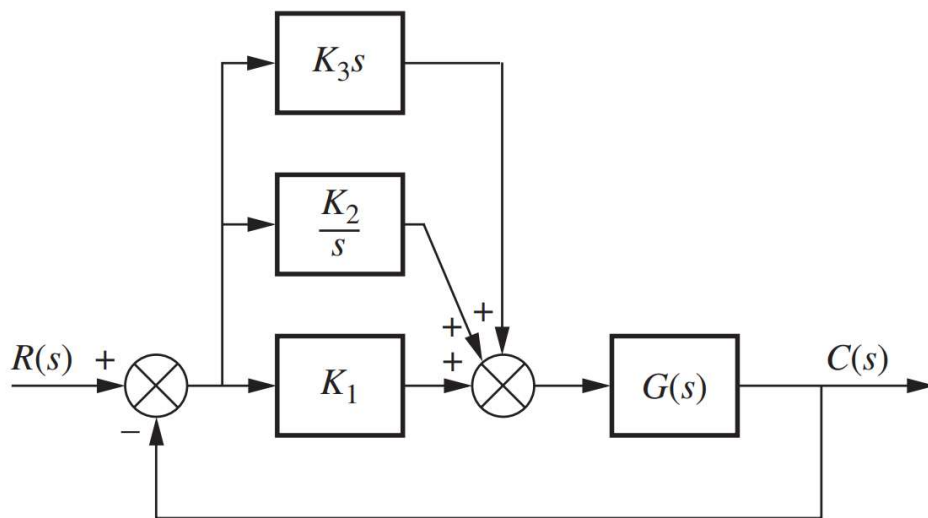 K₃s
K₂
s
+
+
R(s) +
+
K₁
G(s)
C(s)
−